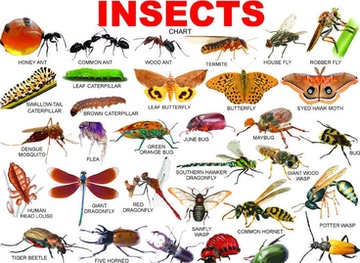 INSECTS
CHART
HONEY ANT
COMMON ANT
WOOD ANT
TERMITE
HOUSE FLY
ROBBER FLY
SWALLOW-TAIL
CATERPILLAR
LEAF CATERPILLAR
BROWN CATERPILLAR
LEAF BUTTERFLY
BUTTERFLY
EYED HAWK MOTH
DENGUE
MOSQUITO
FLEA
GREEN
ORANGE BUG
JUNE BUG
MAYBUG
BUG
HUMAN
HEAD LOUSE
GIANT
DRAGONFLY
RED
DRAGONFLY
SOUTHERN HAWKER
DRAGONFLY
GIANT WOOD
WASP
SAWFLY
WASP
COMMON HORNET
POTTER WASP
TIGER BEETLE
FIVE HORNED